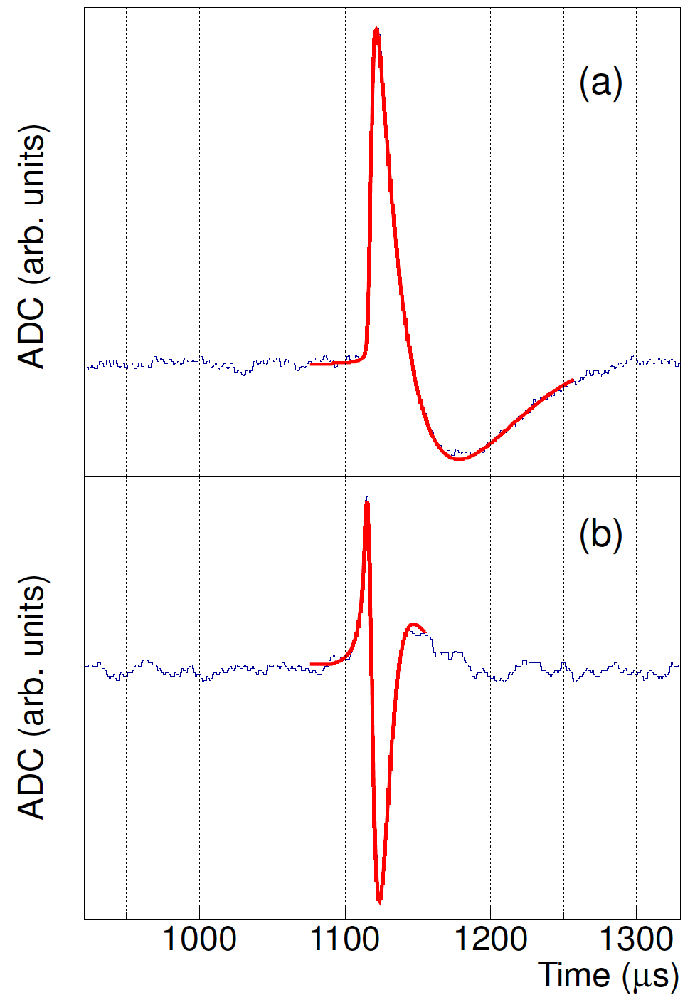 (a)
ADC (arb. units)
(b)
ADC (arb. units)
1000 1100 1200 1300
Time (μs)